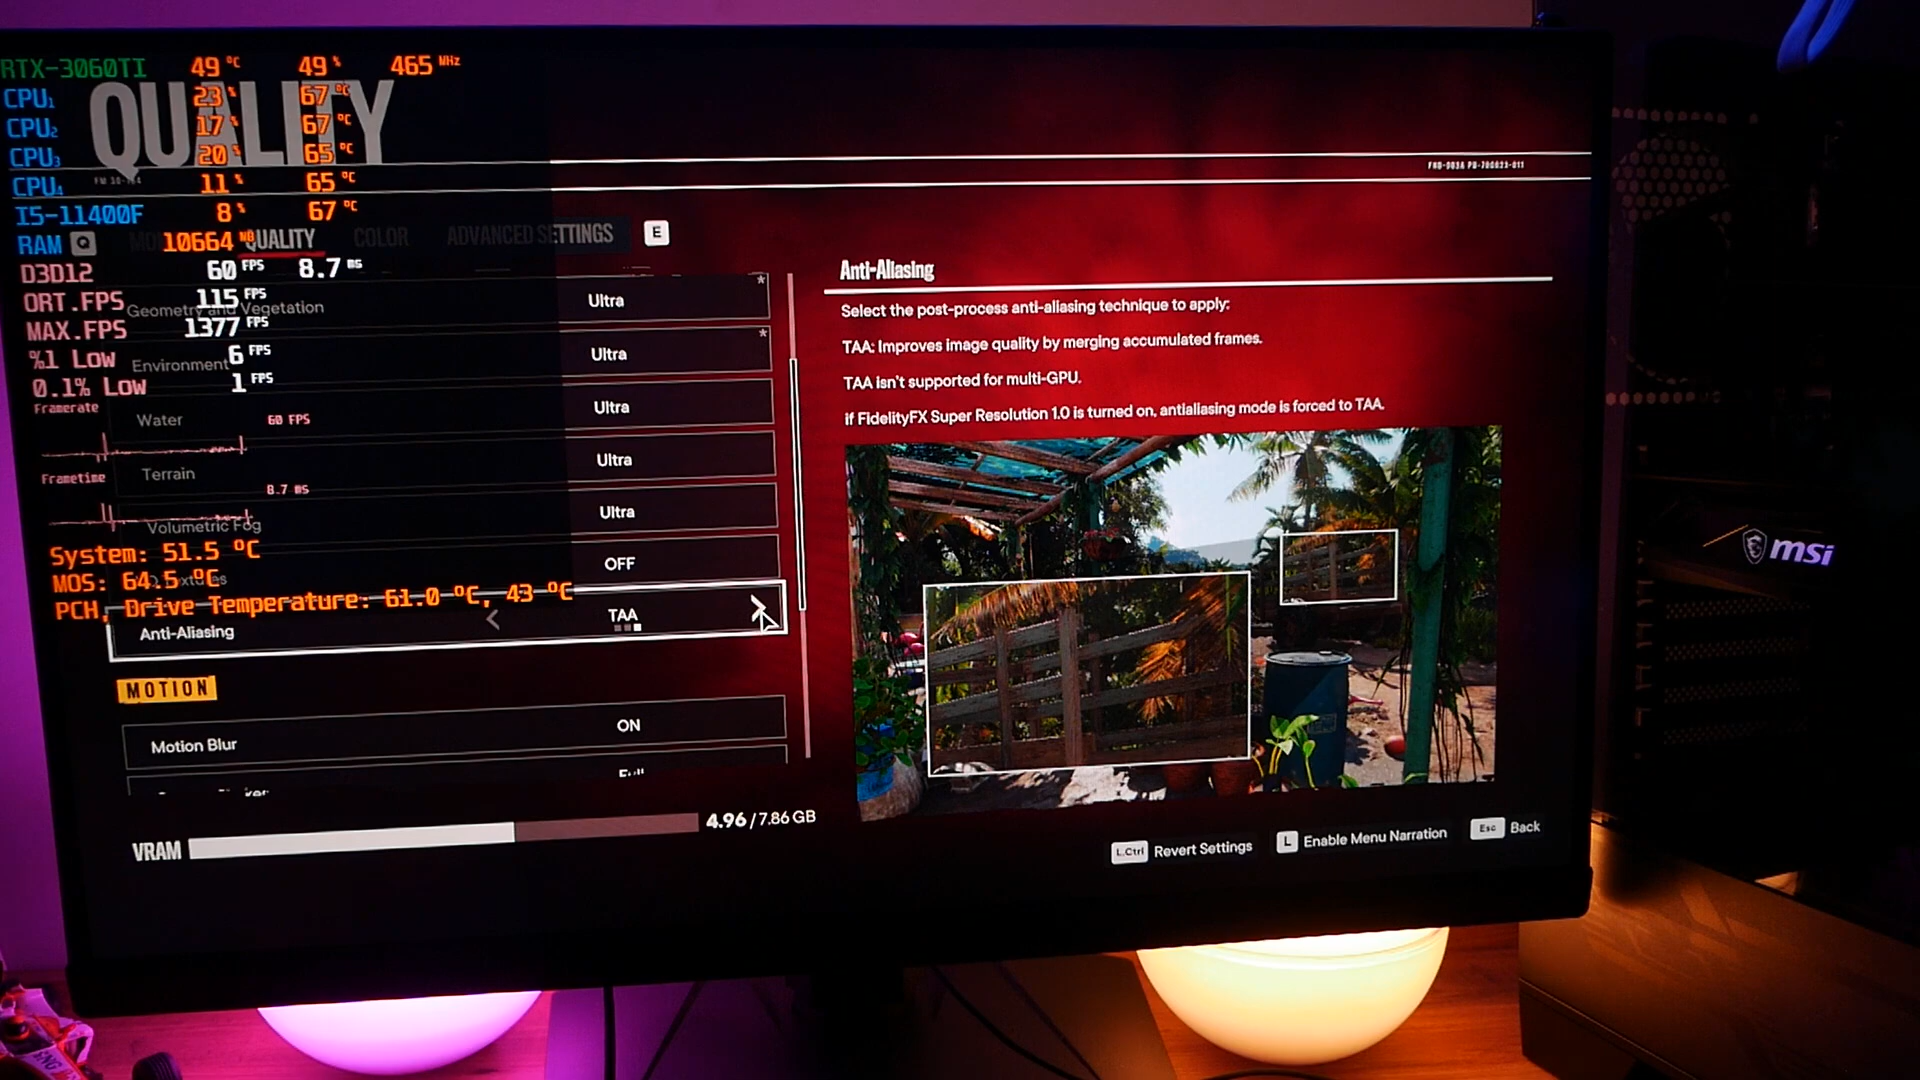 RTX-3060TI 49 °C 49 % 465 MHz
QUALITY
CPU1 23 % 67 °C
CPU2 17 % 67 °C
CPU3 20 % 65 °C
CPU4 11 % 65 °C
I5-11400F 8 % 67 °C
RAM Q 10664 MB
QUALITY COLOR ADVANCED SETTINGS E
D3D12 60 FPS 8.7 ms
ORT.FPS 115 FPS
MAX.FPS 1377 FPS
%1 Low 6 FPS
0.1% Low 1 FPS
Framerate 60 FPS
Frametime 8.7 ms
Geometry and Vegetation Ultra *
Environment Ultra *
Water Ultra
Terrain Ultra
Volumetric Fog Ultra
OFF
System: 51.5 °C
MOS: 64.5 °C
PCH, Drive Temperature: 61.0 °C, 43 °C
Anti-Aliasing < TAA >
MOTION
Motion Blur ON
Full
VRAM 4.96 / 7.86 GB
Anti-Aliasing
Select the post-process anti-aliasing technique to apply:
TAA: Improves image quality by merging accumulated frames.
TAA isn't supported for multi-GPU.
If FidelityFX Super Resolution 1.0 is turned on, antialiasing mode is forced to TAA.
L.Ctrl Revert Settings L Enable Menu Narration Esc Back
msi